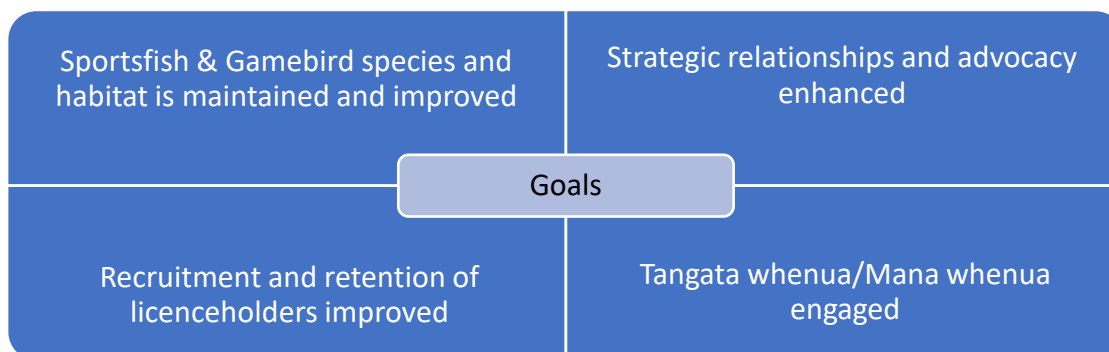 Sportsfish & Gamebird species and
habitat is maintained and improved
Strategic relationships and advocacy
enhanced
Goals
Recruitment and retention of
licenceholders improved
Tangata whenua/Mana whenua
engaged